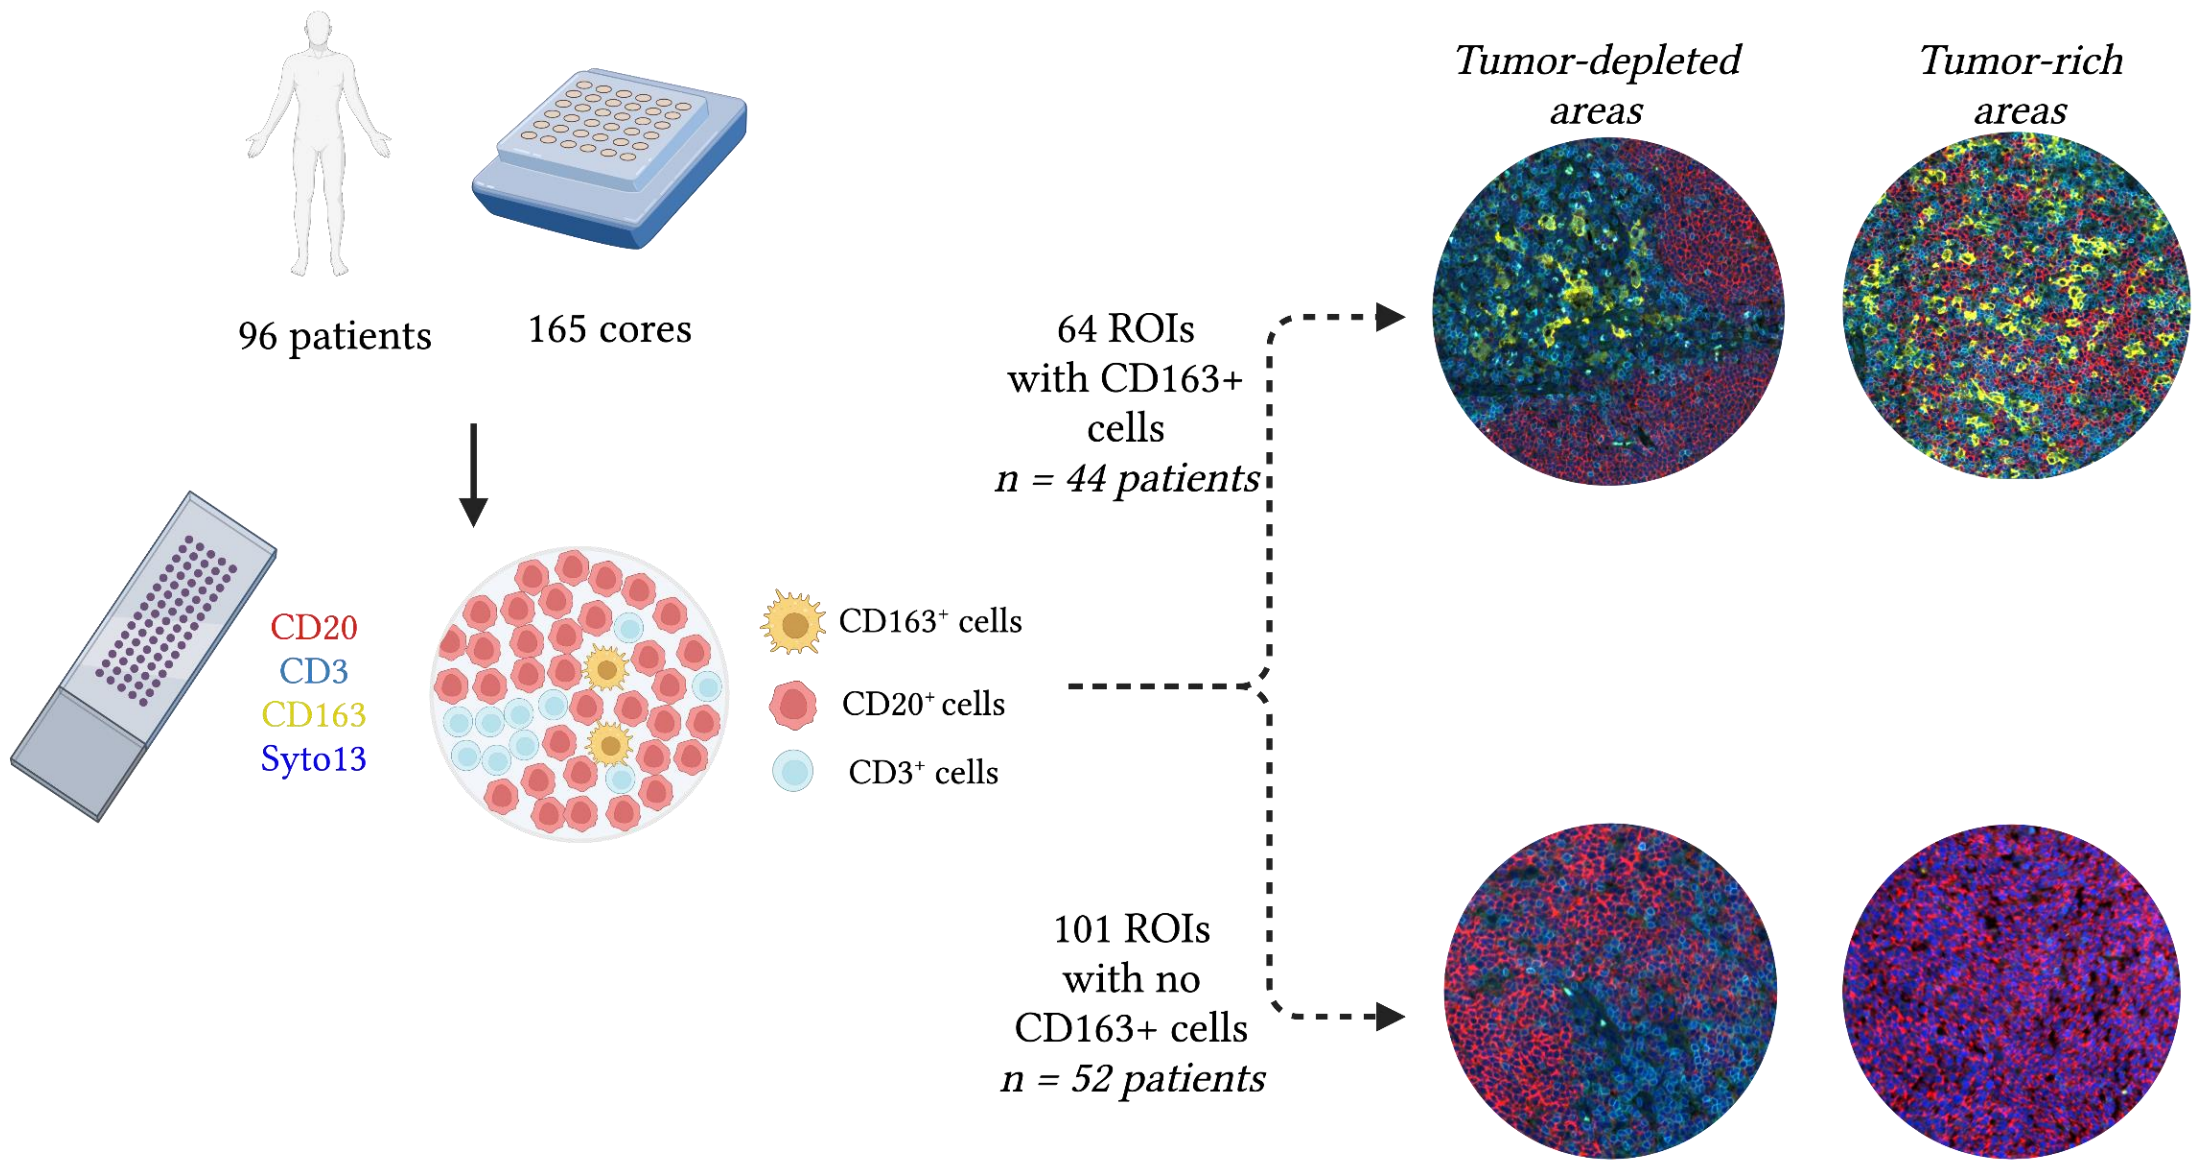 96 patients
165 cores
CD20
CD3
CD163
Syto13
CD163⁺ cells
CD20⁺ cells
CD3⁺ cells
64 ROIs
with CD163+
cells
n = 44 patients
101 ROIs
with no
CD163+ cells
n = 52 patients
Tumor-depleted
areas
Tumor-rich
areas